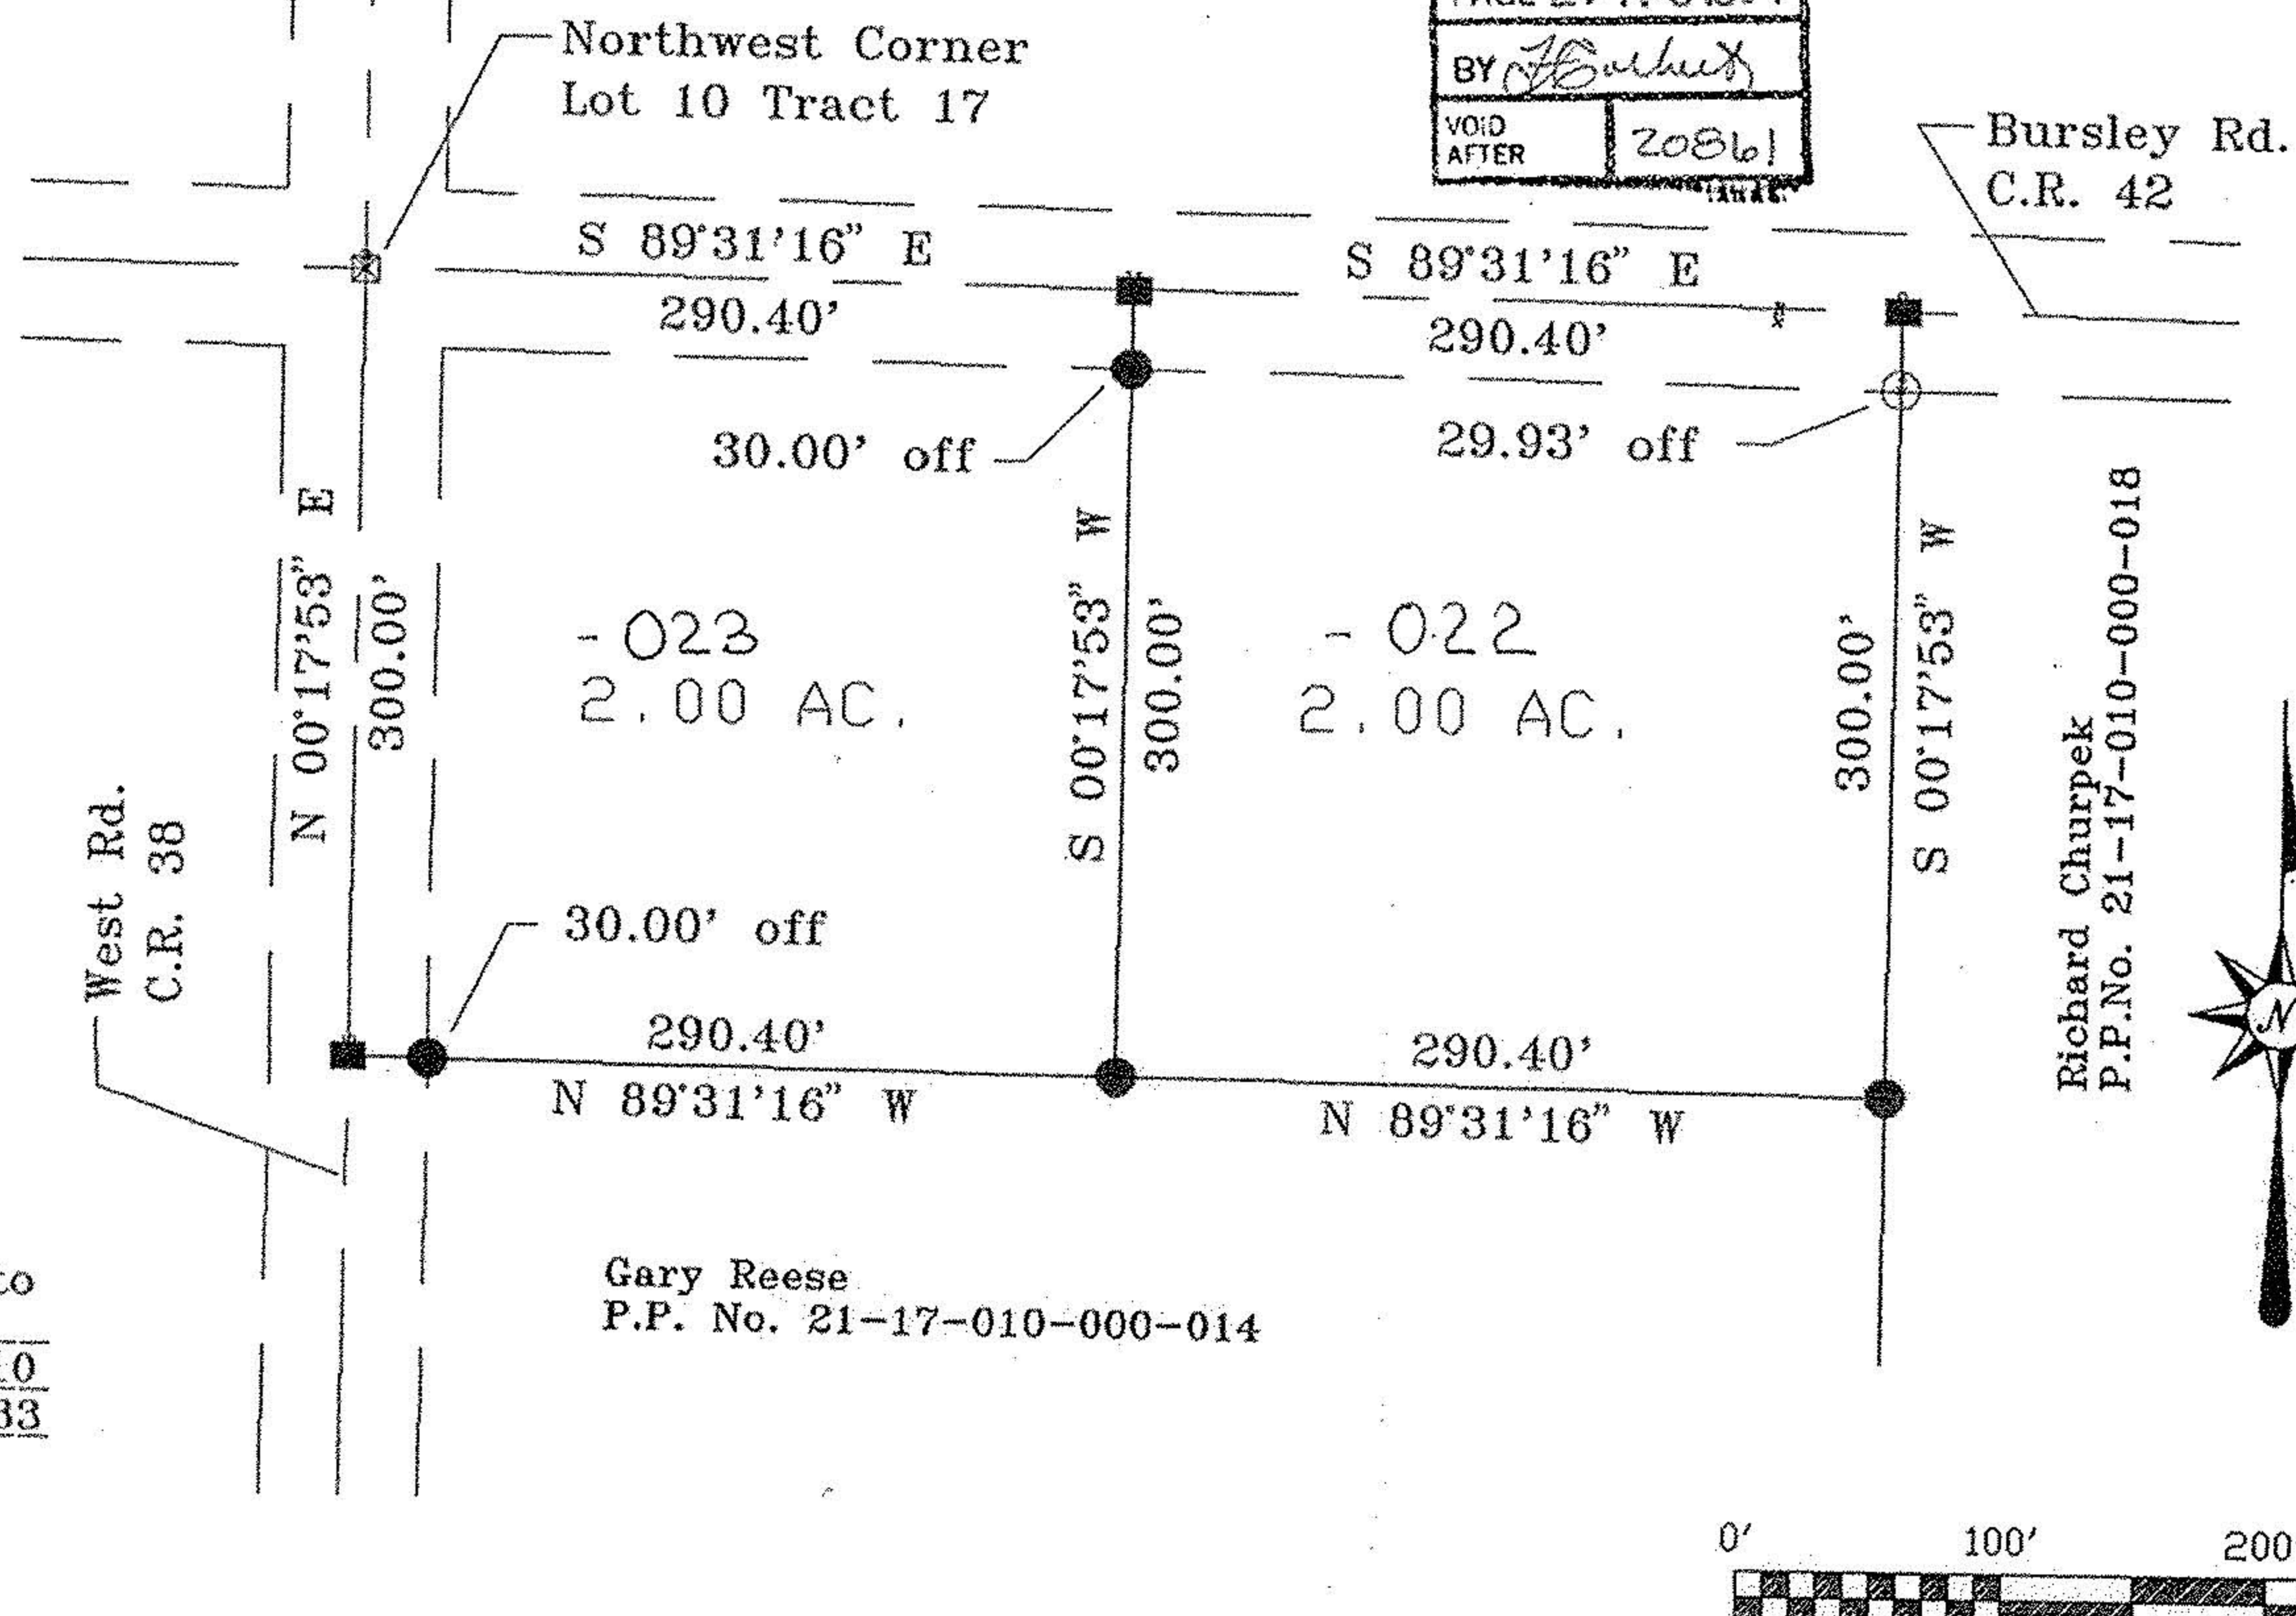 Northwest Corner
Lot 10 Tract 17
BY
VOID
AFTER
20861
Bursley Rd.
C.R. 42
S 89°31'16" E
290.40'
S 89°31'16" E
290.40'
30.00' off
29.93' off
N 00°17'53" E
300.00'
-023
2.00 AC.
S 00°17'53" W
300.00'
-022
2.00 AC.
300.00'
S 00°17'53" W
Richard Churpek
P.P.No. 21-17-010-000-018
West Rd.
C.R. 38
30.00' off
290.40'
N 89°31'16" W
290.40'
N 89°31'16" W
N
Gary Reese
P.P. No. 21-17-010-000-014
to
10
33
0' 100' 200